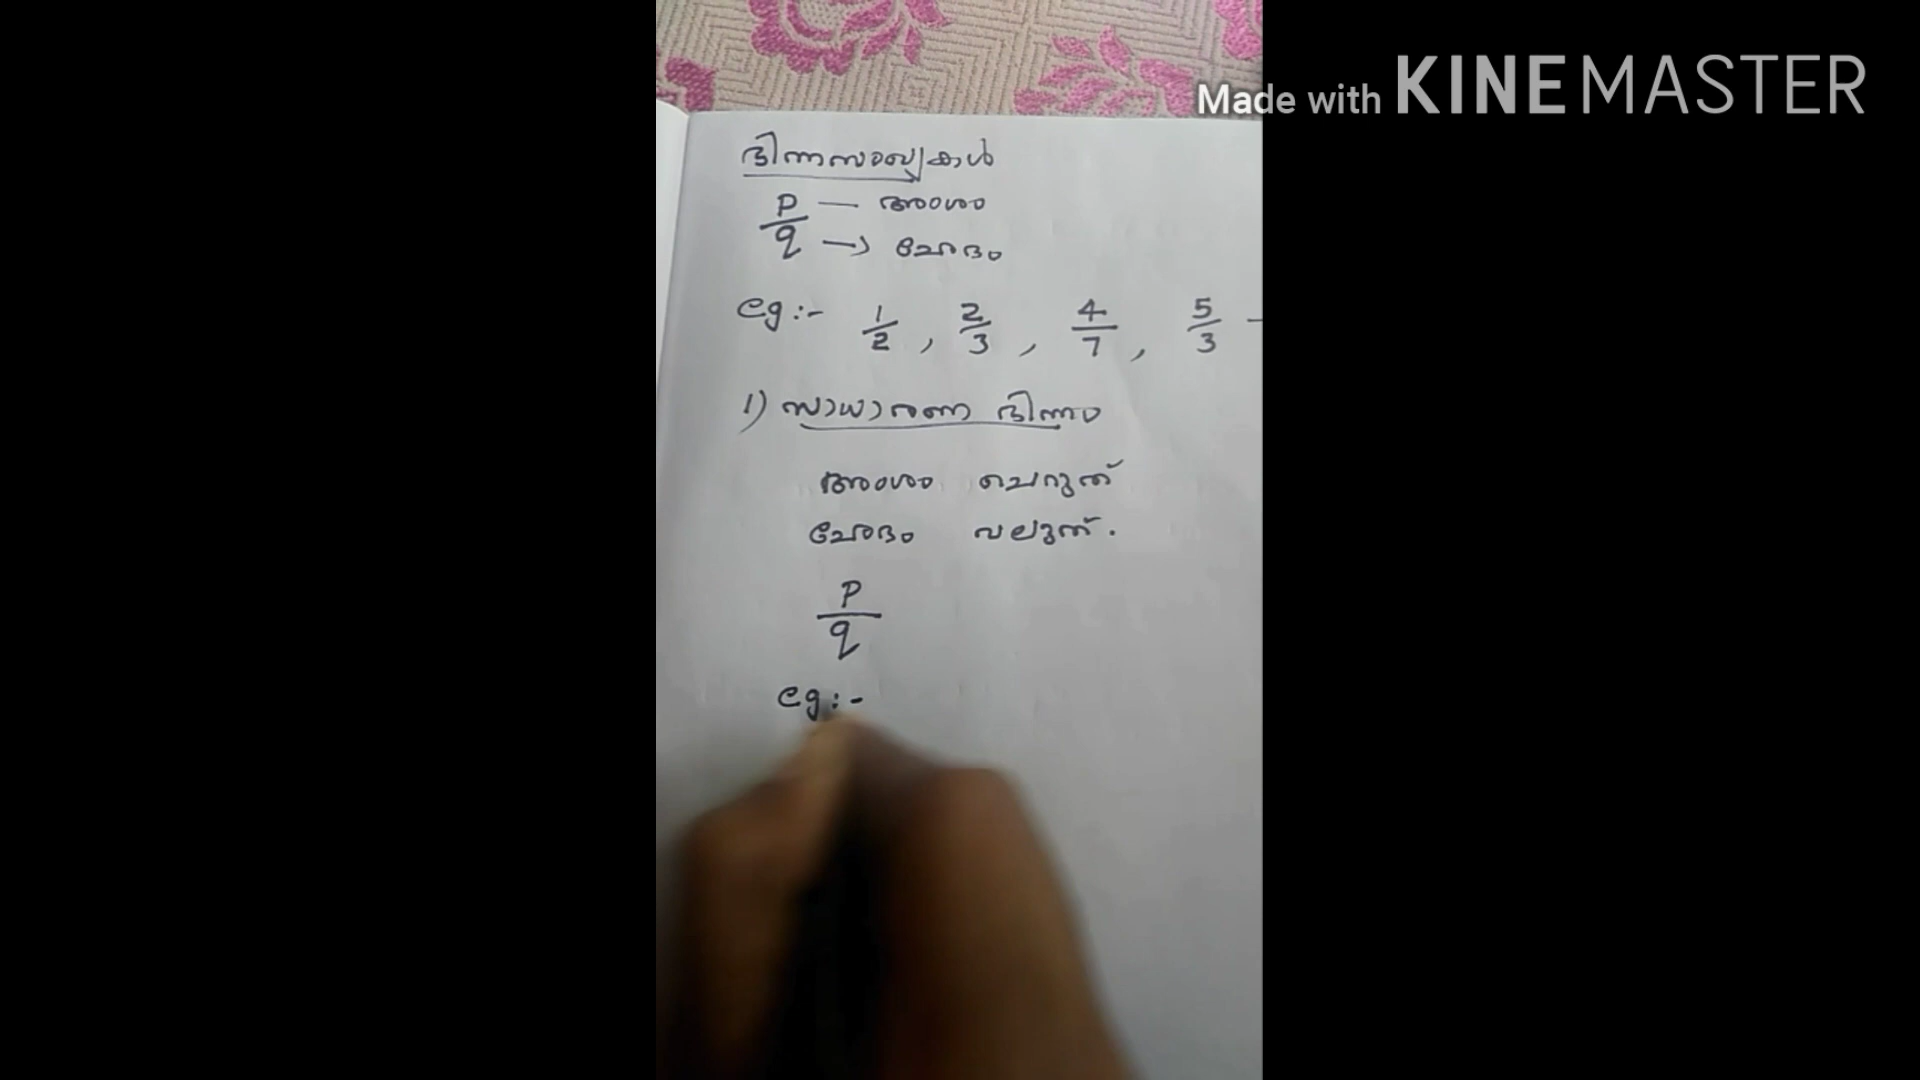 Made with KINEMASTER
ഭിന്നസംഖ്യകൾ
p — അംശം
q → ഛേദം
eg:- 1/2, 2/3, 4/7, 5/3 -
1) സാധാരണ ഭിന്നം
അംശം ചെറുത്
ഛേദം വലുത്.
p
q
eg:-